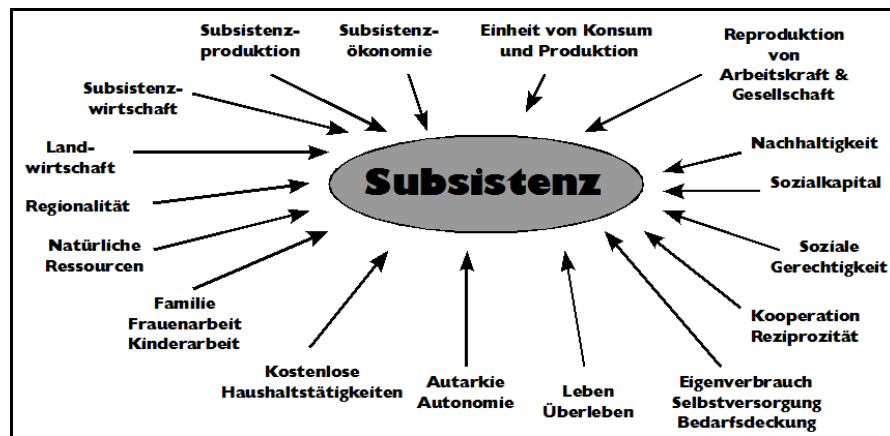 Subsistenz-
produktion
Subsistenz-
ökonomie
Einheit von Konsum
und Produktion
Reproduktion
von
Arbeitskraft &
Gesellschaft
Subsistenz-
wirtschaft
Land-
wirtschaft
Nachhaltigkeit
Subsistenz
Sozialkapital
Regionalität
Natürliche
Ressourcen
Soziale
Gerechtigkeit
Familie
Frauenarbeit
Kinderarbeit
Kooperation
Reziprozität
Kostenlose
Haushaltstätigkeiten
Autarkie
Autonomie
Leben
Überleben
Eigenverbrauch
Selbstversorgung
Bedarfsdeckung